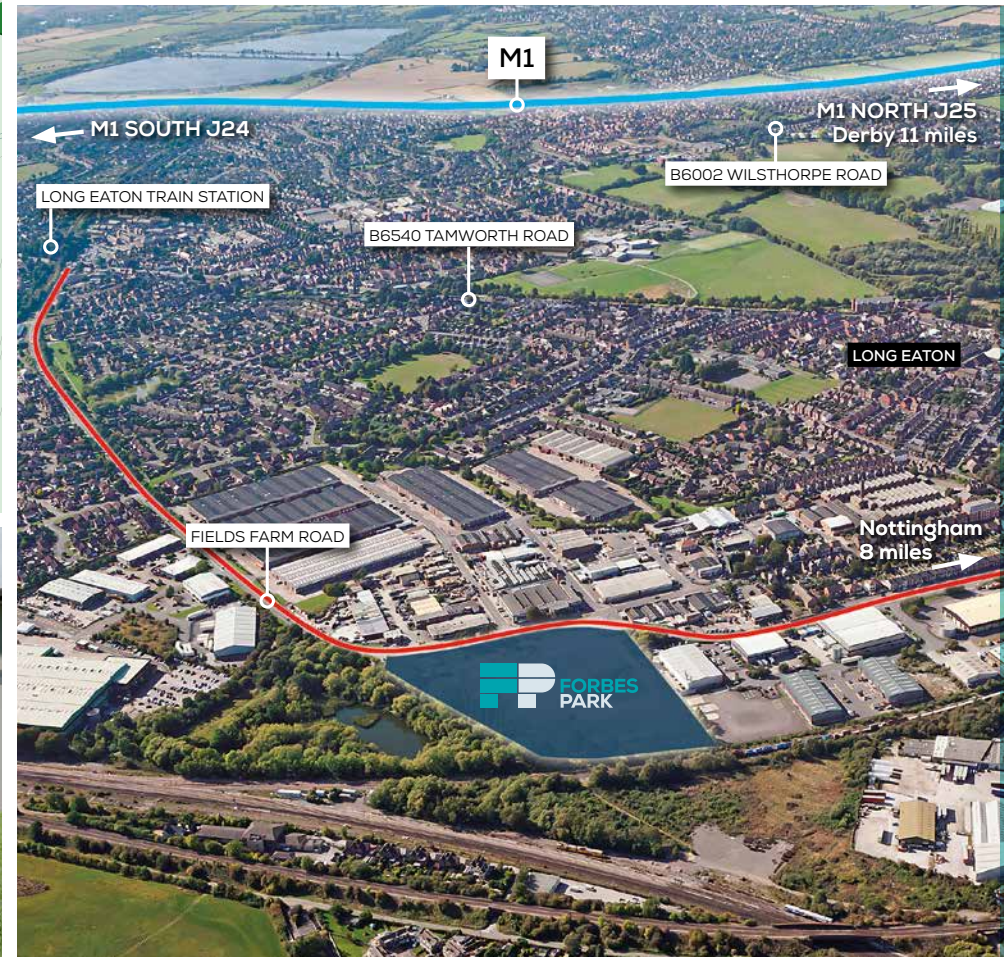 M1
M1 SOUTH J24
M1 NORTH J25
Derby 11 miles
B6002 WILSTHORPE ROAD
LONG EATON TRAIN STATION
B6540 TAMWORTH ROAD
LONG EATON
Nottingham
8 miles
FIELDS FARM ROAD
FP FORBES
PARK